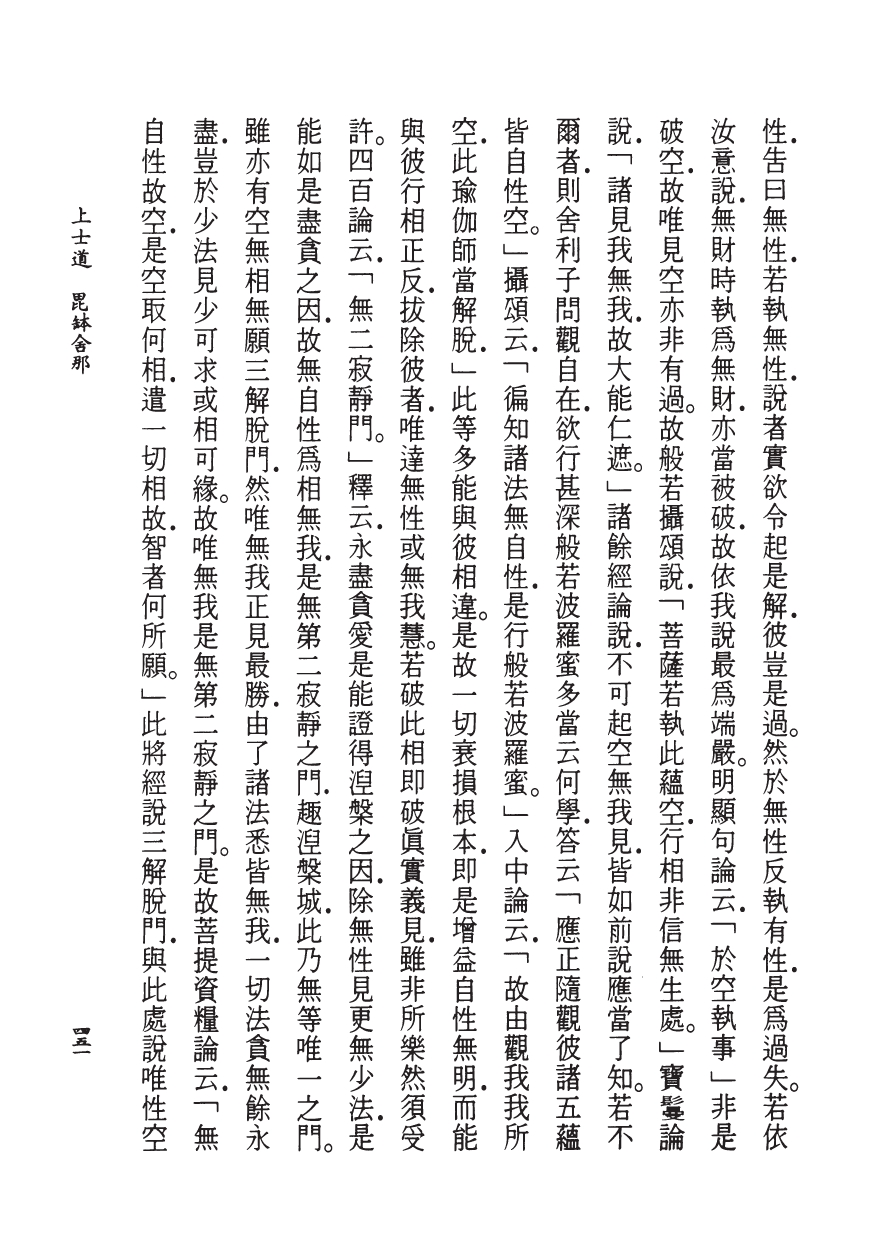 性．告曰無性．若執無性．說者實欲令起是解．彼豈是過。然於無性反執有性．是爲過失。若依
汝意說．無財時執爲無財．亦當被破．故依我說最爲端嚴。明顯句論云．「於空執事」非是
破空．故唯見空亦非有過。故般若攝頌說．「菩薩若執此蘊空．行相非信無生處。」寶鬘論
說．「諸見我無我．故大能仁遮。」諸餘經論說．不可起空無我見．皆如前說應當了知。若不
爾者．則舍利子問觀自在．欲行甚深般若波羅蜜多當云何學．答云「應正隨觀彼諸五蘊
皆自性空。」攝頌云．「徧知諸法無自性．是行般若波羅蜜。」入中論云．「故由觀我我所
空．此瑜伽師當解脫．」此等多能與彼相違。是故一切衰損根本．即是增益自性無明．而能
與彼行相正反．拔除彼者．唯達無性或無我慧。若破此相即破眞實義見．雖非所樂然須受
許。四百論云．「無二寂靜門。」釋云．永盡貪愛是能證得湼槃之因．除無性見更無少法．是
能如是盡貪之因．故無自性爲相無我．是無第二寂靜之門．趣湼槃城．此乃無等唯一之門。
雖亦有空無相無願三解脫門．然唯無我正見最勝．由了諸法悉皆無我．一切法貪無餘永
盡．豈於少法見少可求或相可緣。故唯無我是無第二寂靜之門。是故菩提資糧論云．「無
自性故空．是空取何相．遣一切相故．智者何所願。」此將經說三解脫門．與此處說唯性空
上士道　毘缽舍那
四五一